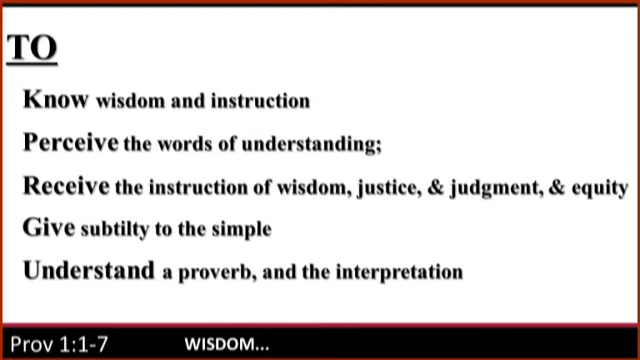 TO
Know wisdom and instruction
Perceive the words of understanding;
Receive the instruction of wisdom, justice, & judgment, & equity
Give subtilty to the simple
Understand a proverb, and the interpretation
Prov 1:1-7 WISDOM...